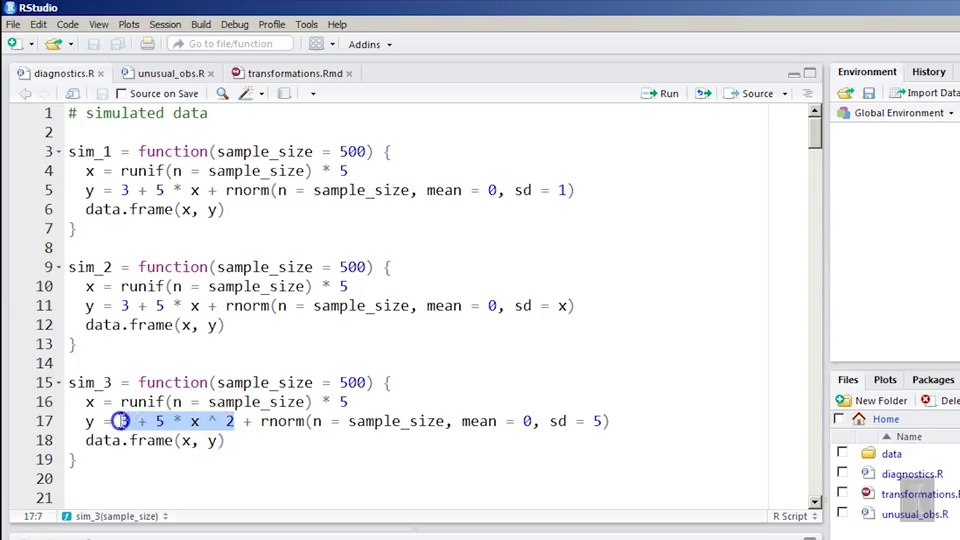 RStudio
File Edit Code View Plots Session Build Debug Profile Tools Help
Go to file/function Addins
diagnostics.R unusual_obs.R transformations.Rmd
Source on Save Run Source
1 # simulated data
2
3 sim_1 = function(sample_size = 500) {
4 x = runif(n = sample_size) * 5
5 y = 3 + 5 * x + rnorm(n = sample_size, mean = 0, sd = 1)
6 data.frame(x, y)
7 }
8
9 sim_2 = function(sample_size = 500) {
10 x = runif(n = sample_size) * 5
11 y = 3 + 5 * x + rnorm(n = sample_size, mean = 0, sd = x)
12 data.frame(x, y)
13 }
14
15 sim_3 = function(sample_size = 500) {
16 x = runif(n = sample_size) * 5
17 y = 3 + 5 * x ^ 2 + rnorm(n = sample_size, mean = 0, sd = 5)
18 data.frame(x, y)
19 }
20
21
17:7 sim_3(sample_size) R Script
Environment History
Import Data
Global Environment
Files Plots Packages
New Folder Dele
Home
Name
data
diagnostics.R
transformations.R
unusual_obs.R